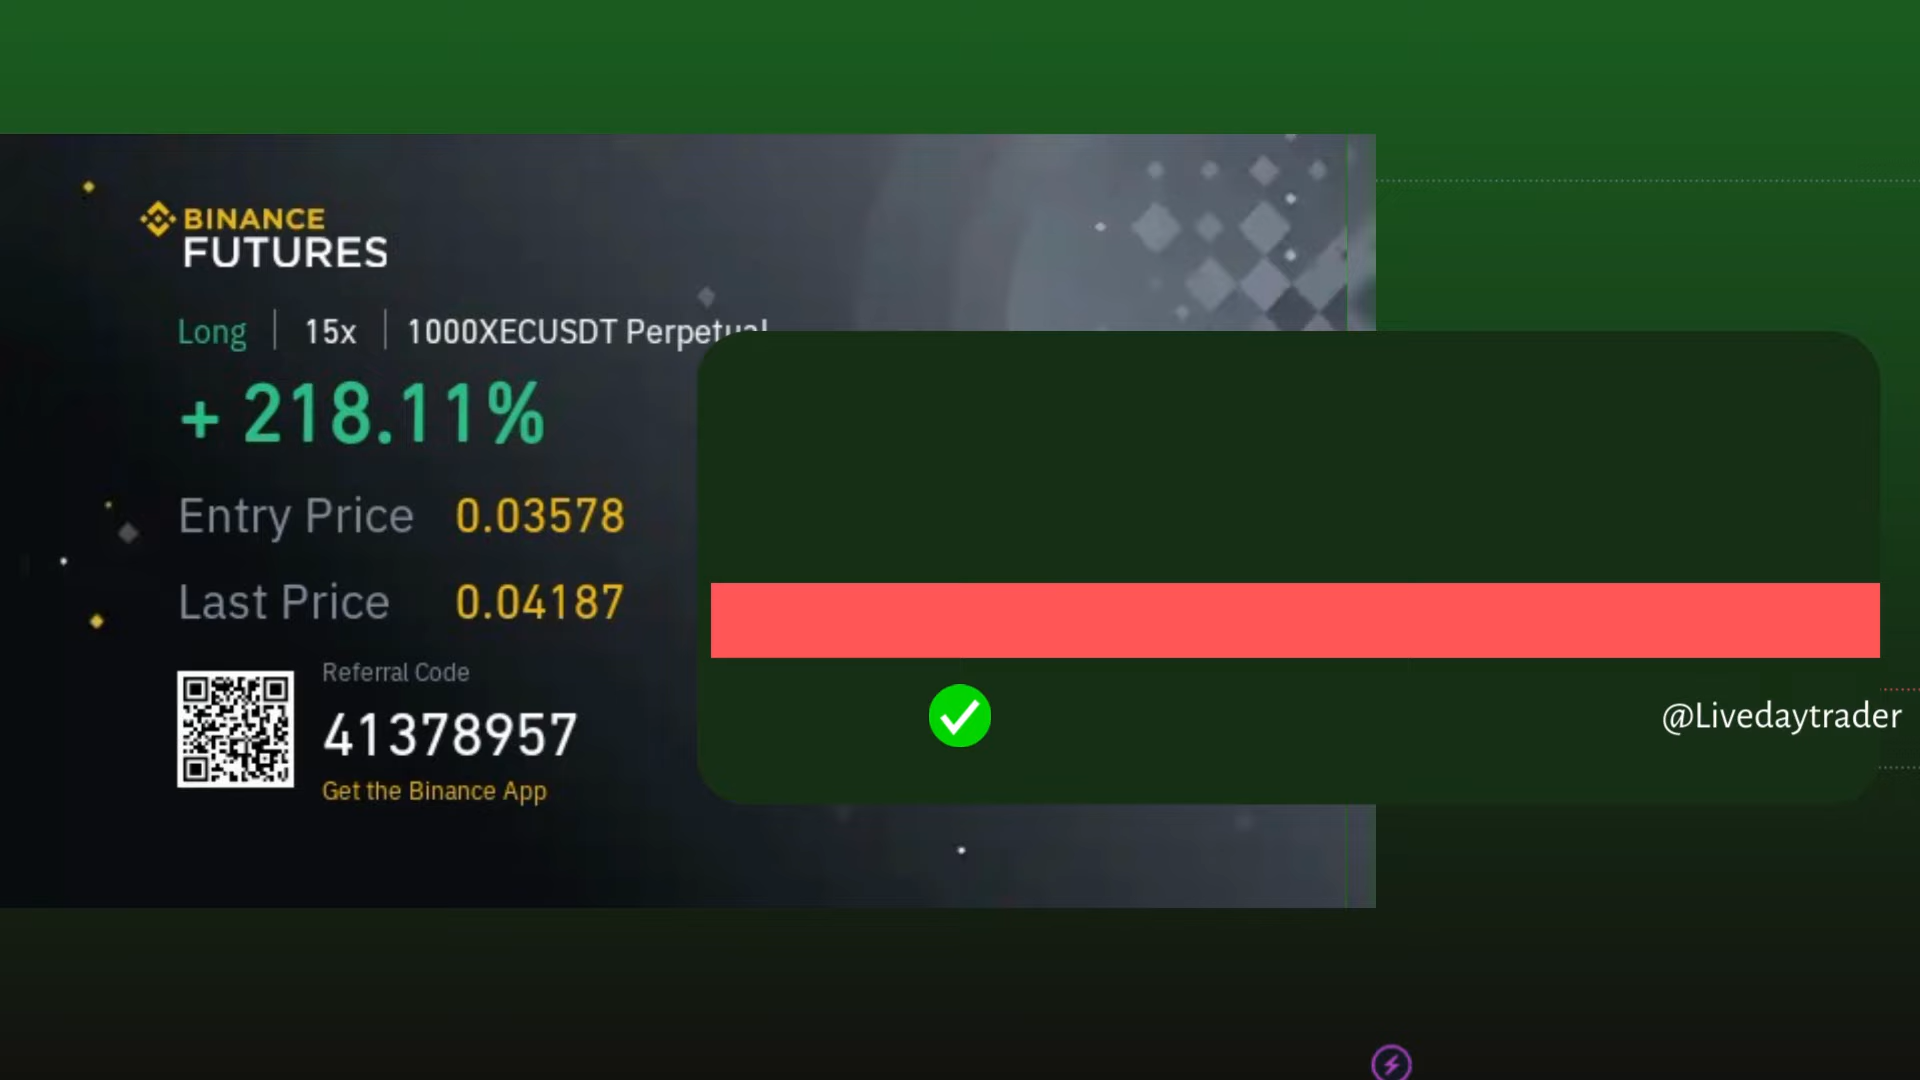 BINANCE
FUTURES
Long | 15x | 1000XECUSDT Perpetual
+ 218.11%
Entry Price 0.03578
Last Price 0.04187
Referral Code
41378957
Get the Binance App
@Livedaytrader